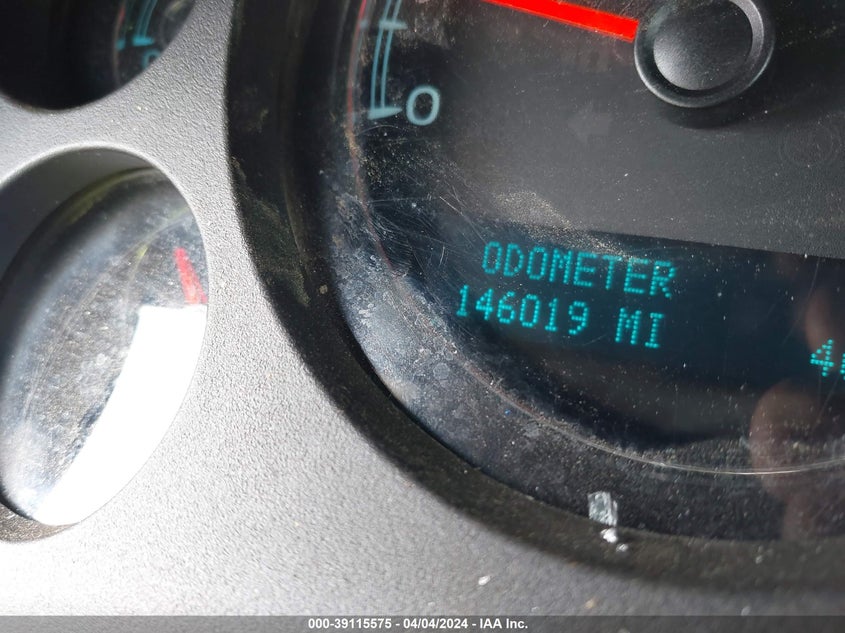 0
ODOMETER
146019 MI
000-39115575 - 04/04/2024 - IAA Inc.